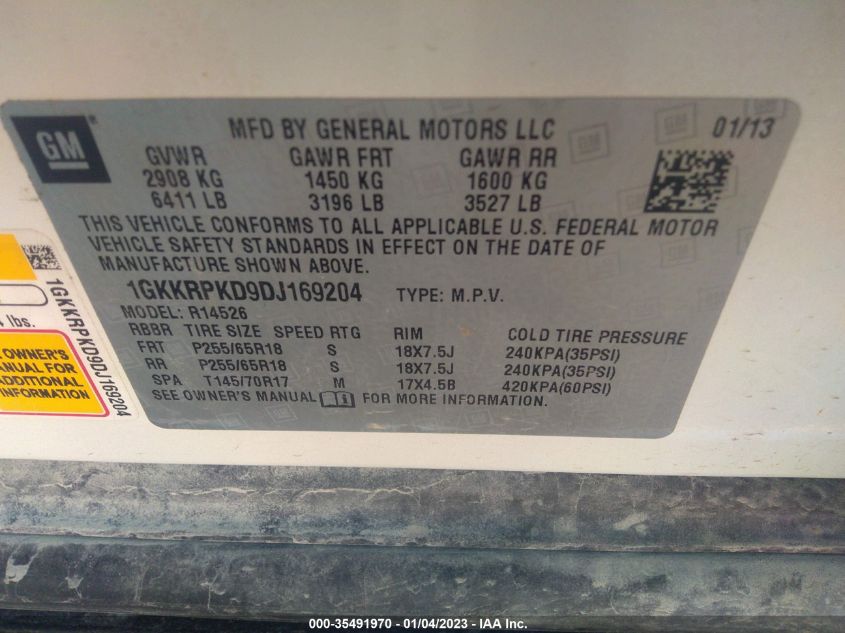 GM
MFD BY GENERAL MOTORS LLC 01/13
GVWR GAWR FRT GAWR RR
2908 KG 1450 KG 1600 KG
6411 LB 3196 LB 3527 LB
THIS VEHICLE CONFORMS TO ALL APPLICABLE U.S. FEDERAL MOTOR
VEHICLE SAFETY STANDARDS IN EFFECT ON THE DATE OF
MANUFACTURE SHOWN ABOVE.
1GKKRPKD9DJ169204 TYPE: M.P.V.
MODEL: R14526
RBBR TIRE SIZE SPEED RTG RIM COLD TIRE PRESSURE
FRT P255/65R18 S 18X7.5J 240KPA(35PSI)
RR P255/65R18 S 18X7.5J 240KPA(35PSI)
SPA T145/70R17 M 17X4.5B 420KPA(60PSI)
SEE OWNER'S MANUAL FOR MORE INFORMATION.
lbs.
OWNER'S
MANUAL FOR
ADDITIONAL
INFORMATION
1GKKRPKD9DJ169204
000-35491970 - 01/04/2023 - IAA Inc.